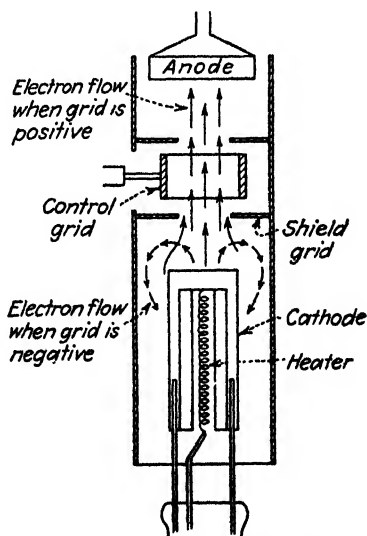 Anode
Electron flow
when grid is
positive
Control
grid
Shield
grid
Electron flow
when grid is
negative
Cathode
Heater